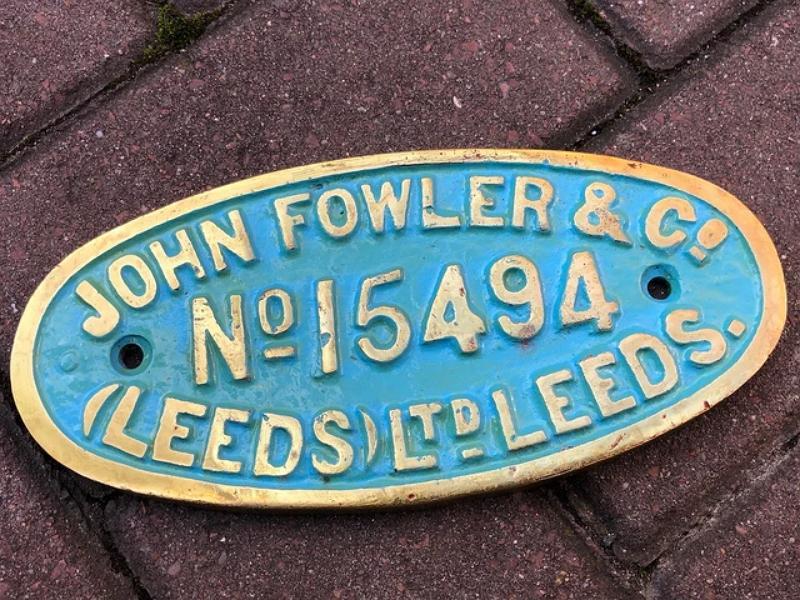 JOHN FOWLER & Cº.
Nº 15494
(LEEDS) LTD LEEDS.